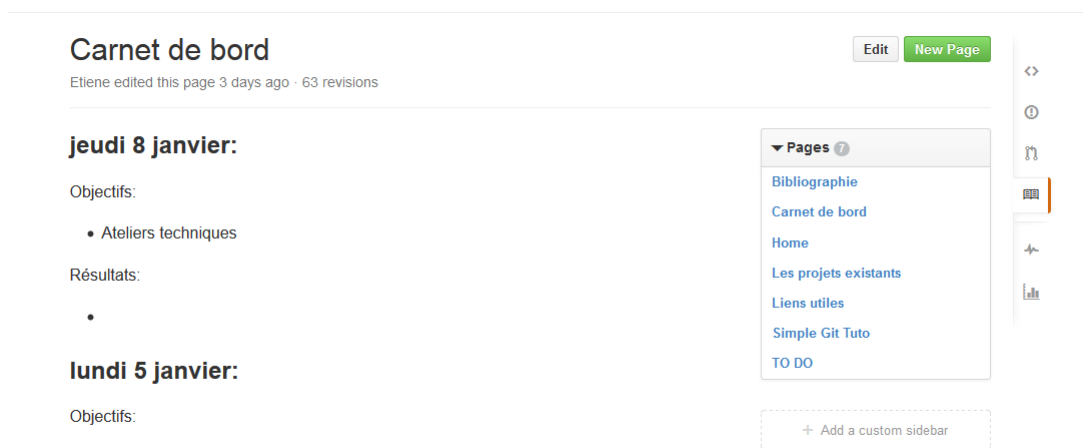 Carnet de bord
Edit
New Page
Etiene edited this page 3 days ago · 63 revisions
jeudi 8 janvier:
Objectifs:
• Ateliers techniques
Résultats:
•
lundi 5 janvier:
Objectifs:
Pages 7
Bibliographie
Carnet de bord
Home
Les projets existants
Liens utiles
Simple Git Tuto
TO DO
+ Add a custom sidebar